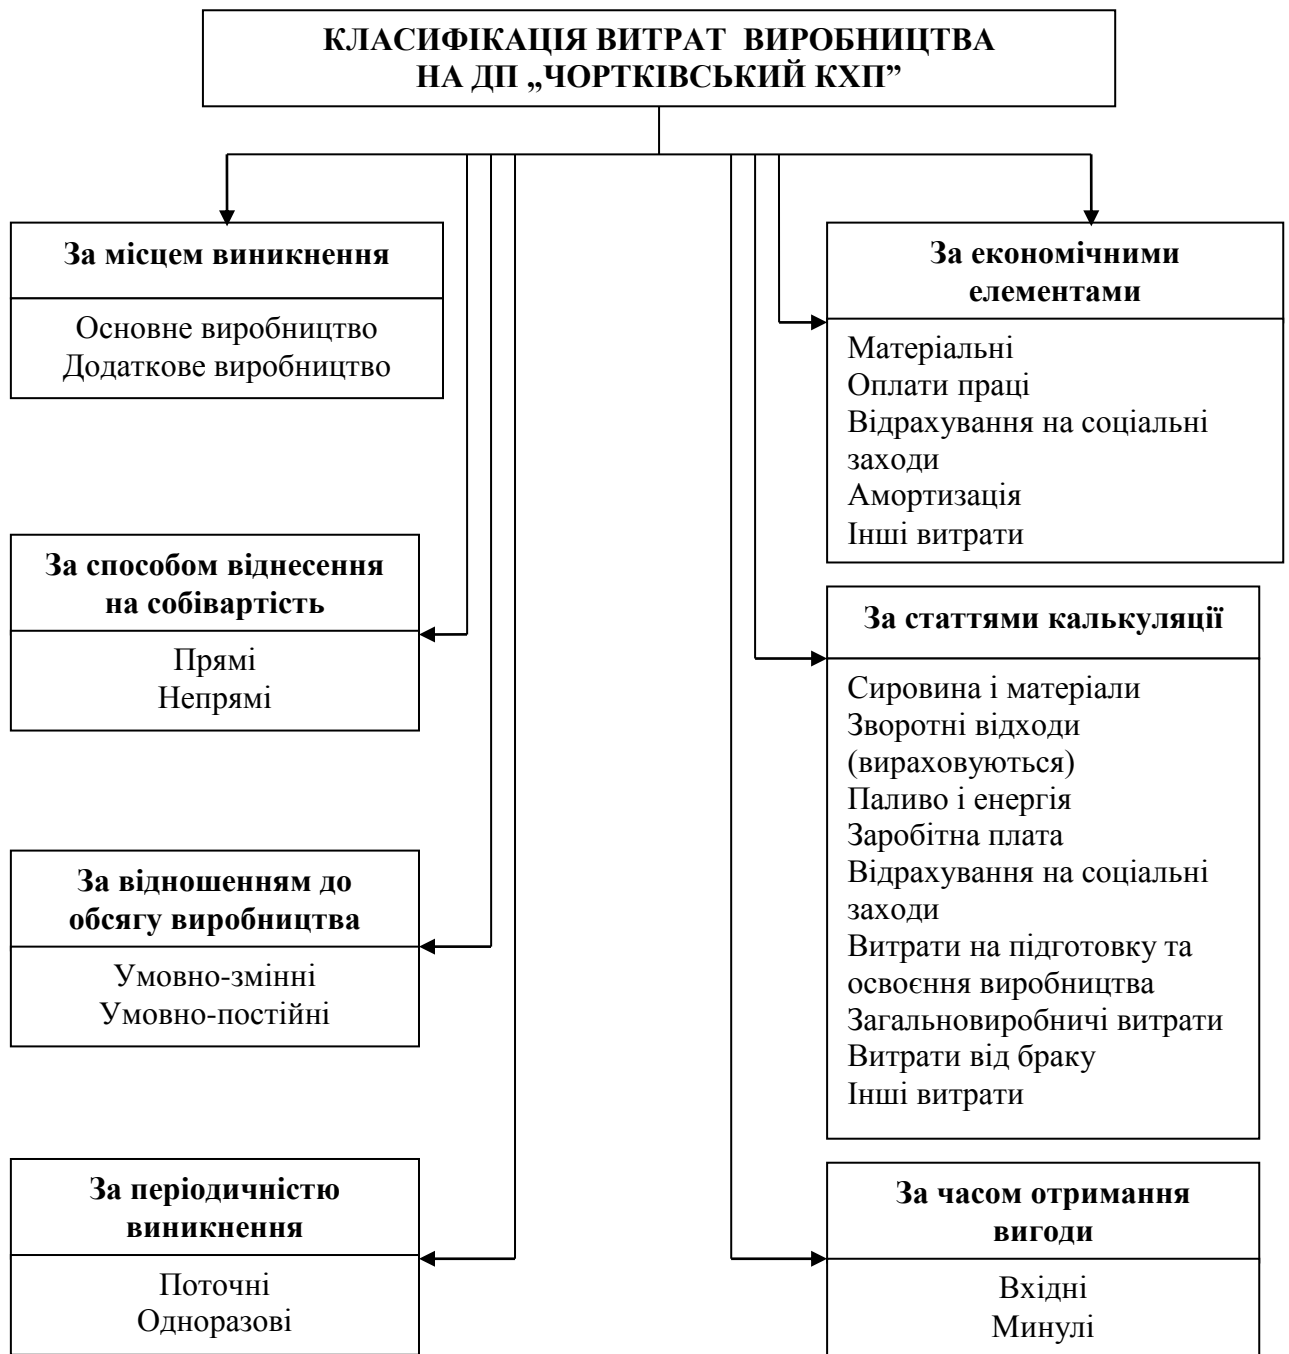 КЛАСИФІКАЦІЯ ВИТРАТ ВИРОБНИЦТВА
НА ДП „ЧОРТКІВСЬКИЙ КХП”
За місцем виникнення
Основне виробництво
Додаткове виробництво
За способом віднесення
на собівартість
Прямі
Непрямі
За відношенням до
обсягу виробництва
Умовно-змінні
Умовно-постійні
За періодичністю
виникнення
Поточні
Одноразові
За економічними
елементами
Матеріальні
Оплати праці
Відрахування на соціальні
заходи
Амортизація
Інші витрати
За статтями калькуляції
Сировина і матеріали
Зворотні відходи
(вираховуються)
Паливо і енергія
Заробітна плата
Відрахування на соціальні
заходи
Витрати на підготовку та
освоєння виробництва
Загальновиробничі витрати
Витрати від браку
Інші витрати
За часом отримання
вигоди
Вхідні
Минулі